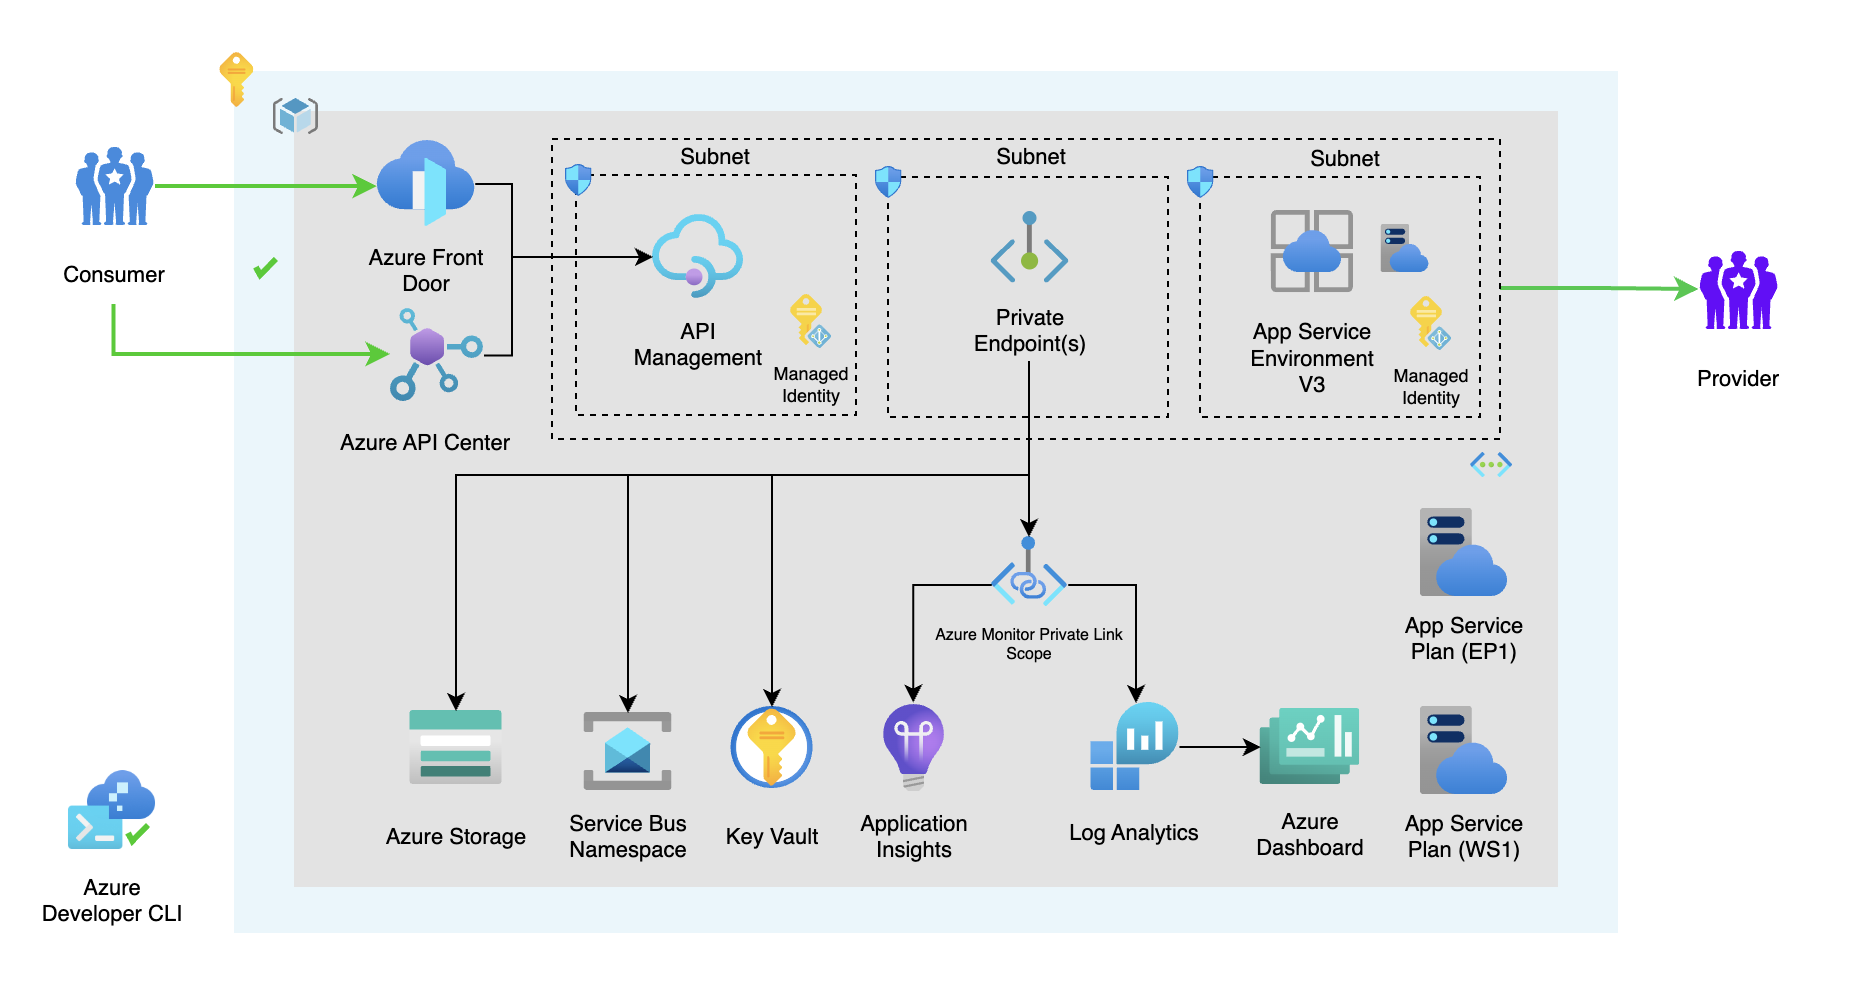 Subnet
Subnet
Subnet
Consumer
Azure Front
Door
API
Management
Managed
Identity
Private
Endpoint(s)
App Service
Environment
V3
Managed
Identity
Provider
Azure API Center
Azure Monitor Private Link
Scope
App Service
Plan (EP1)
Azure Storage
Service Bus
Namespace
Key Vault
Application
Insights
Log Analytics
Azure
Dashboard
App Service
Plan (WS1)
Azure
Developer CLI